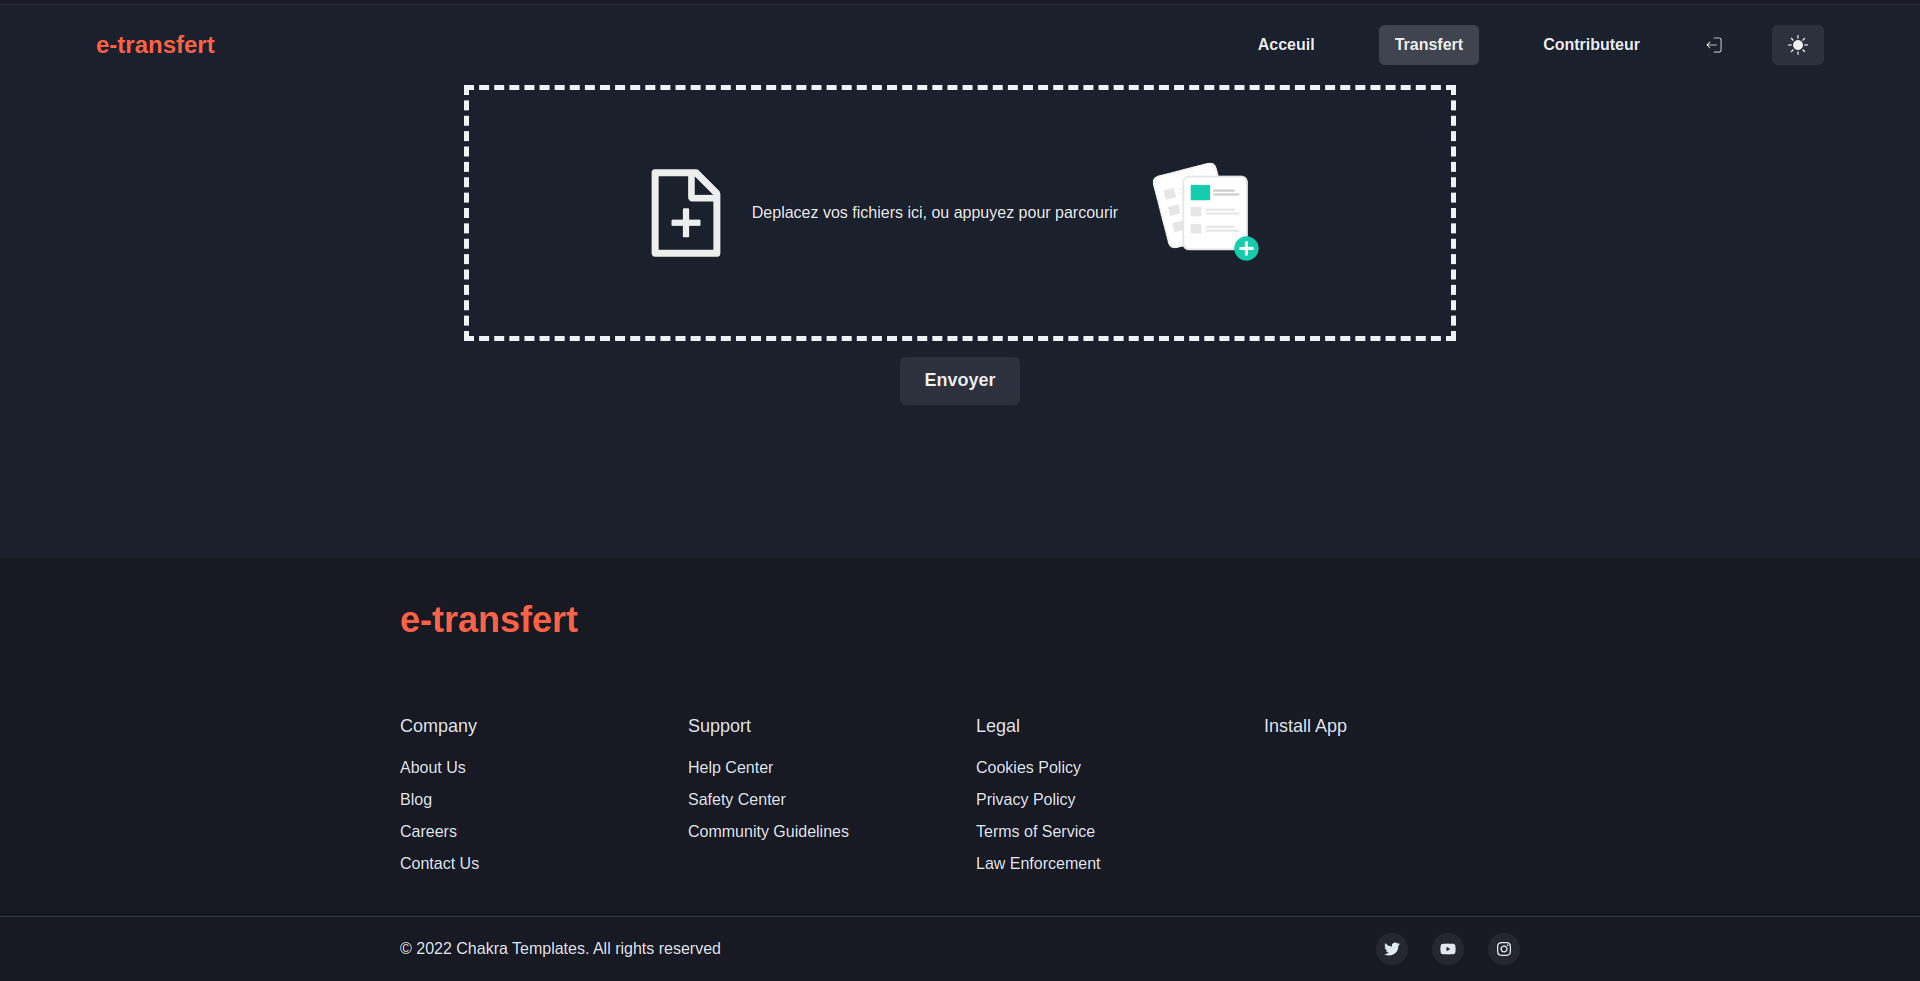 e-transfert
Acceuil
Transfert
Contributeur
Deplacez vos fichiers ici, ou appuyez pour parcourir
Envoyer
e-transfert
Company
About Us
Blog
Careers
Contact Us
Support
Help Center
Safety Center
Community Guidelines
Legal
Cookies Policy
Privacy Policy
Terms of Service
Law Enforcement
Install App
© 2022 Chakra Templates. All rights reserved